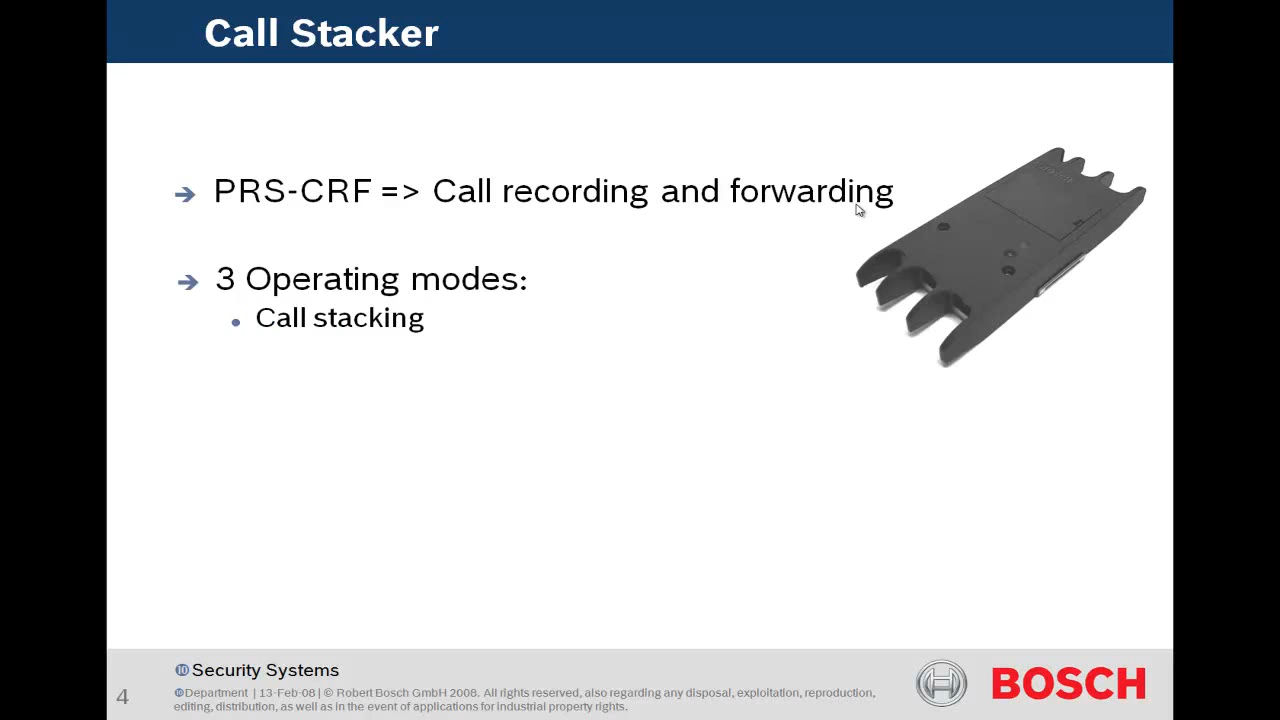 Call Stacker
PRS-CRF => Call recording and forwarding
3 Operating modes:
Call stacking
Security Systems
Department | 13-Feb-08 | © Robert Bosch GmbH 2008. All rights reserved, also regarding any disposal, exploitation, reproduction,
editing, distribution, as well as in the event of applications for industrial property rights.
4
BOSCH